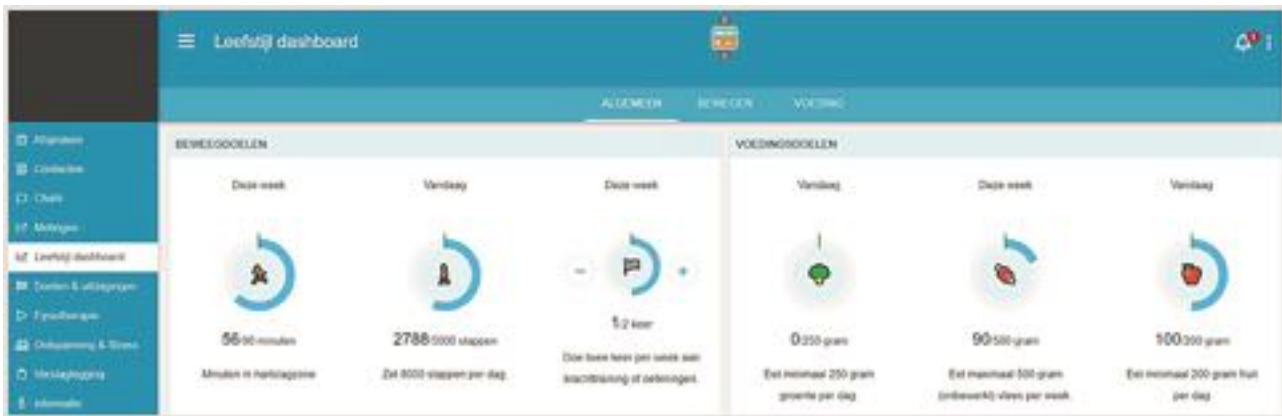 Leefstijl dashboard
ALGEMEEN BEWEGEN VOEDING
Afspraken
Contacten
Chats
Metingen
Leefstijl dashboard
Doelen & uitdagingen
Fysiotherapie
Ontspanning & Stress
Verslaglegging
Informatie
BEWEEGDOELEN
Deze week
56/90 minuten
Minuten in hartslagzone
Vandaag
2788/5000 stappen
Zet 8000 stappen per dag.
Deze week
1/2 keer
Doe twee keer per week aan
krachttraining of oefeningen.
VOEDINGSDOELEN
Vandaag
0/250 gram
Eet minimaal 250 gram
groente per dag
Deze week
90/500 gram
Eet maximaal 500 gram
(onbewerkt) vlees per week.
Vandaag
100/200 gram
Eet minimaal 200 gram fruit
per dag